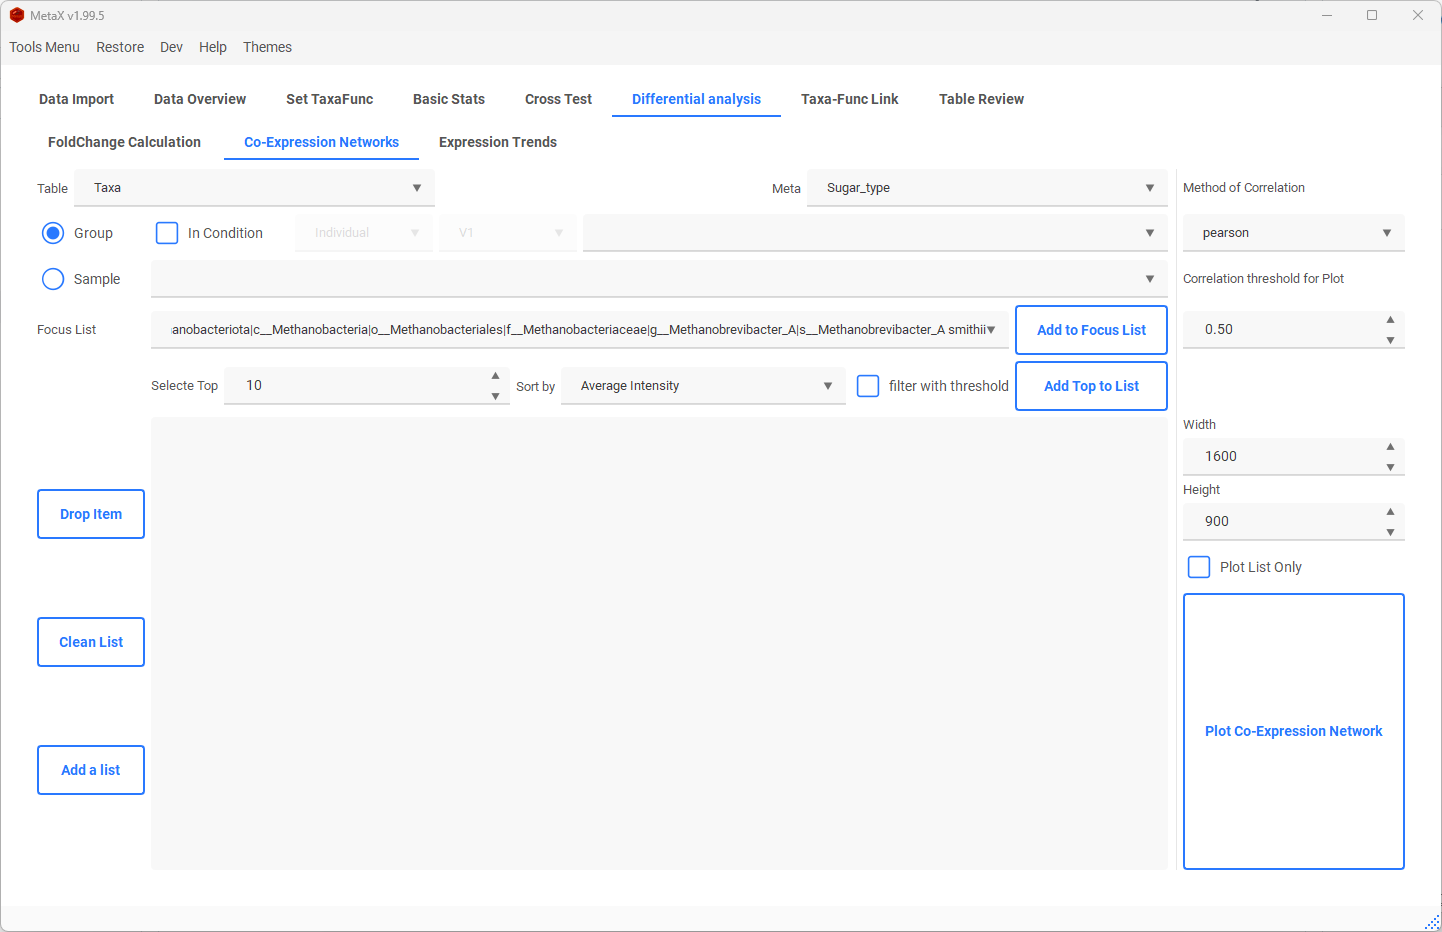 MetaX v1.99.5
Tools Menu Restore Dev Help Themes
Data Import Data Overview Set TaxaFunc Basic Stats Cross Test Differential analysis Taxa-Func Link Table Review
FoldChange Calculation Co-Expression Networks Expression Trends
Table Taxa Meta Sugar_type Method of Correlation
Group In Condition Individual V1 pearson
Sample Correlation threshold for Plot
Focus List anobacteriota|c__Methanobacteria|o__Methanobacteriales|f__Methanobacteriaceae|g__Methanobrevibacter_A|s__Methanobrevibacter_A smithii Add to Focus List 0.50
Selecte Top 10 Sort by Average Intensity filter with threshold Add Top to List
Width
1600
Height
Drop Item 900
Plot List Only
Clean List
Plot Co-Expression Network
Add a list